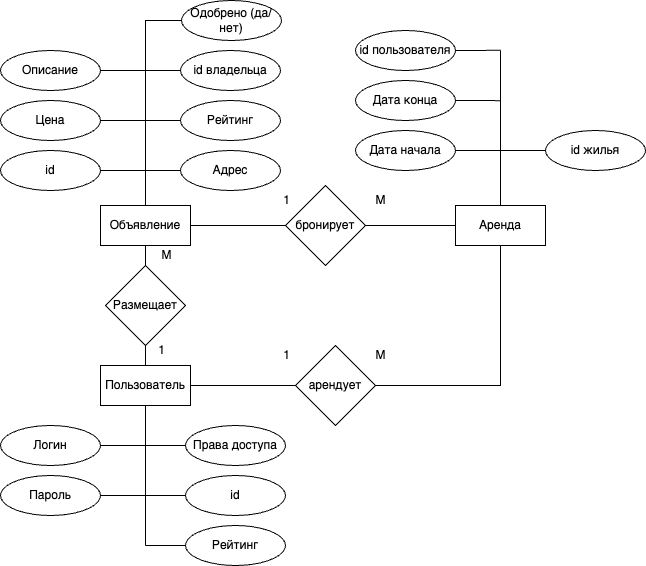 Одобрено (да/
нет)
id пользователя
Описание
id владельца
Дата конца
Цена
Рейтинг
Дата начала
id жилья
id
Адрес
1
M
Объявление
бронирует
Аренда
M
Размещает
1
1
M
Пользователь
арендует
Логин
Права доступа
Пароль
id
Рейтинг